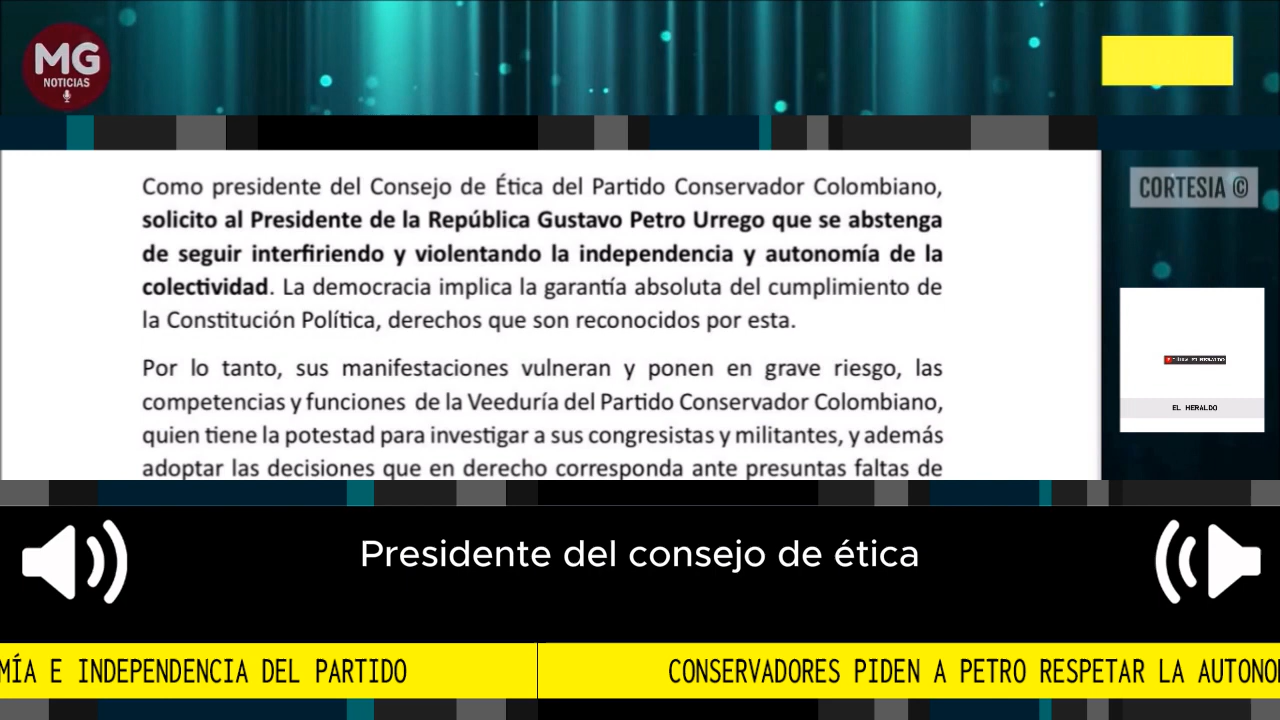 MG
NOTICIAS
CORTESIA ©
Como presidente del Consejo de Ética del Partido Conservador Colombiano,
solicito al Presidente de la República Gustavo Petro Urrego que se abstenga
de seguir interfiriendo y violentando la independencia y autonomía de la
colectividad. La democracia implica la garantía absoluta del cumplimiento de
la Constitución Política, derechos que son reconocidos por esta.
Por lo tanto, sus manifestaciones vulneran y ponen en grave riesgo, las
competencias y funciones de la Veeduría del Partido Conservador Colombiano,
quien tiene la potestad para investigar a sus congresistas y militantes, y además
adoptar las decisiones que en derecho corresponda ante presuntas faltas de
EL HERALDO
EL HERALDO
Presidente del consejo de ética
MÍA E INDEPENDENCIA DEL PARTIDO
CONSERVADORES PIDEN A PETRO RESPETAR LA AUTONO